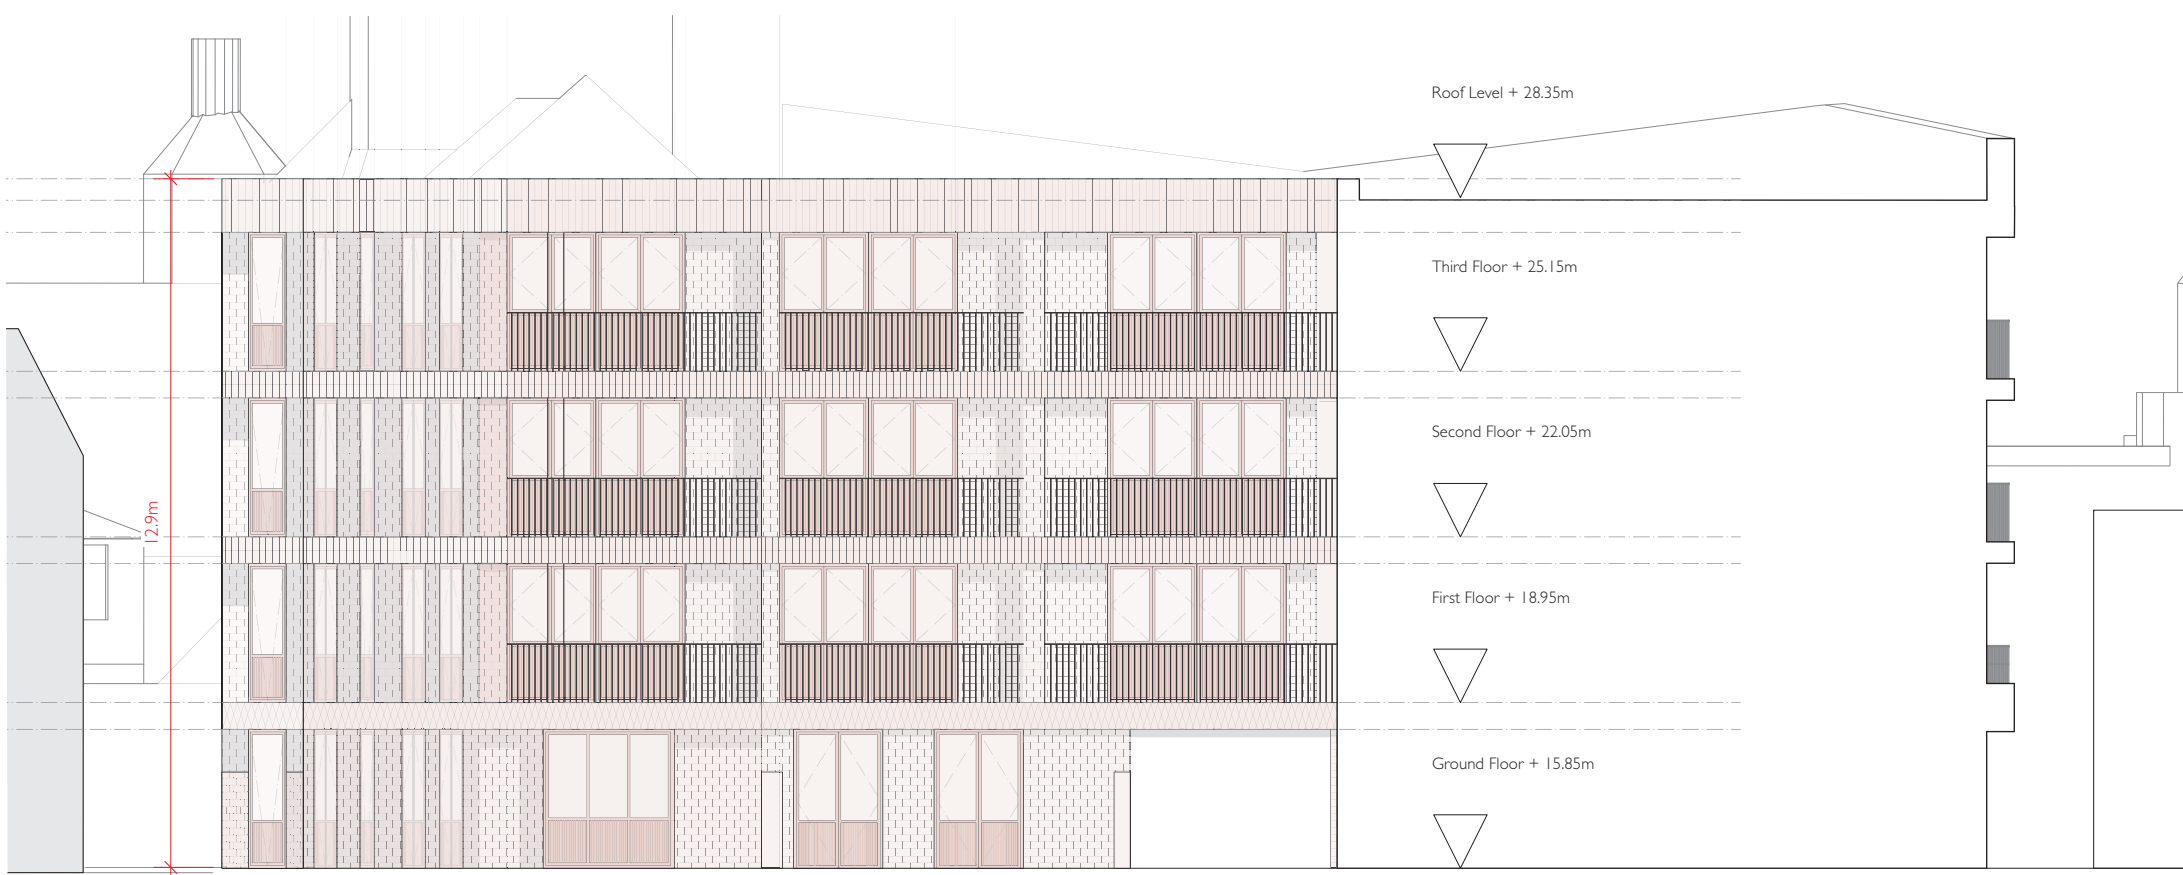 Roof Level + 28.35m
Third Floor + 25.15m
Second Floor + 22.05m
12.9m
First Floor + 18.95m
Ground Floor + 15.85m